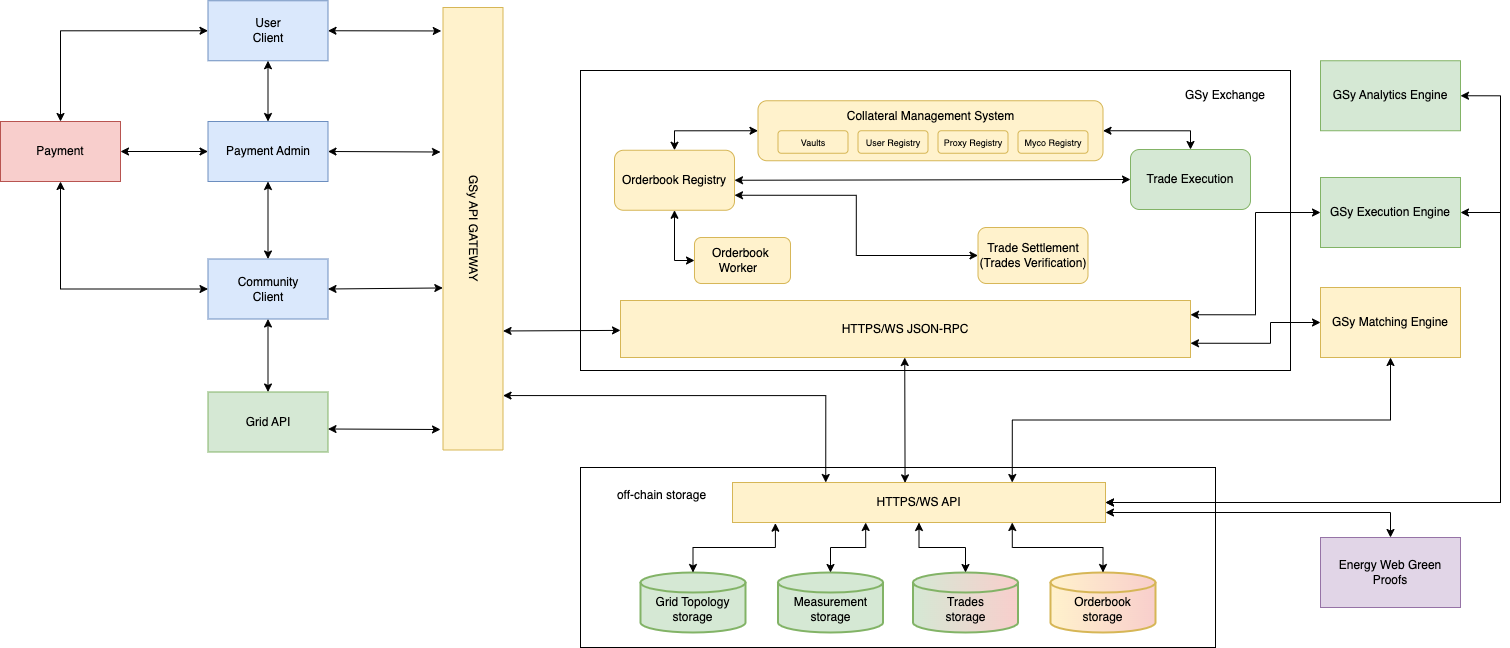 User
Client
Payment
Payment Admin
Community
Client
Grid API
GSy API GATEWAY
GSy Exchange
Collateral Management System
Vaults
User Registry
Proxy Registry
Myco Registry
Orderbook Registry
Trade Execution
Orderbook
Worker
Trade Settlement
(Trades Verification)
HTTPS/WS JSON-RPC
GSy Analytics Engine
GSy Execution Engine
GSy Matching Engine
off-chain storage
HTTPS/WS API
Grid Topology
storage
Measurement
storage
Trades
storage
Orderbook
storage
Energy Web Green
Proofs